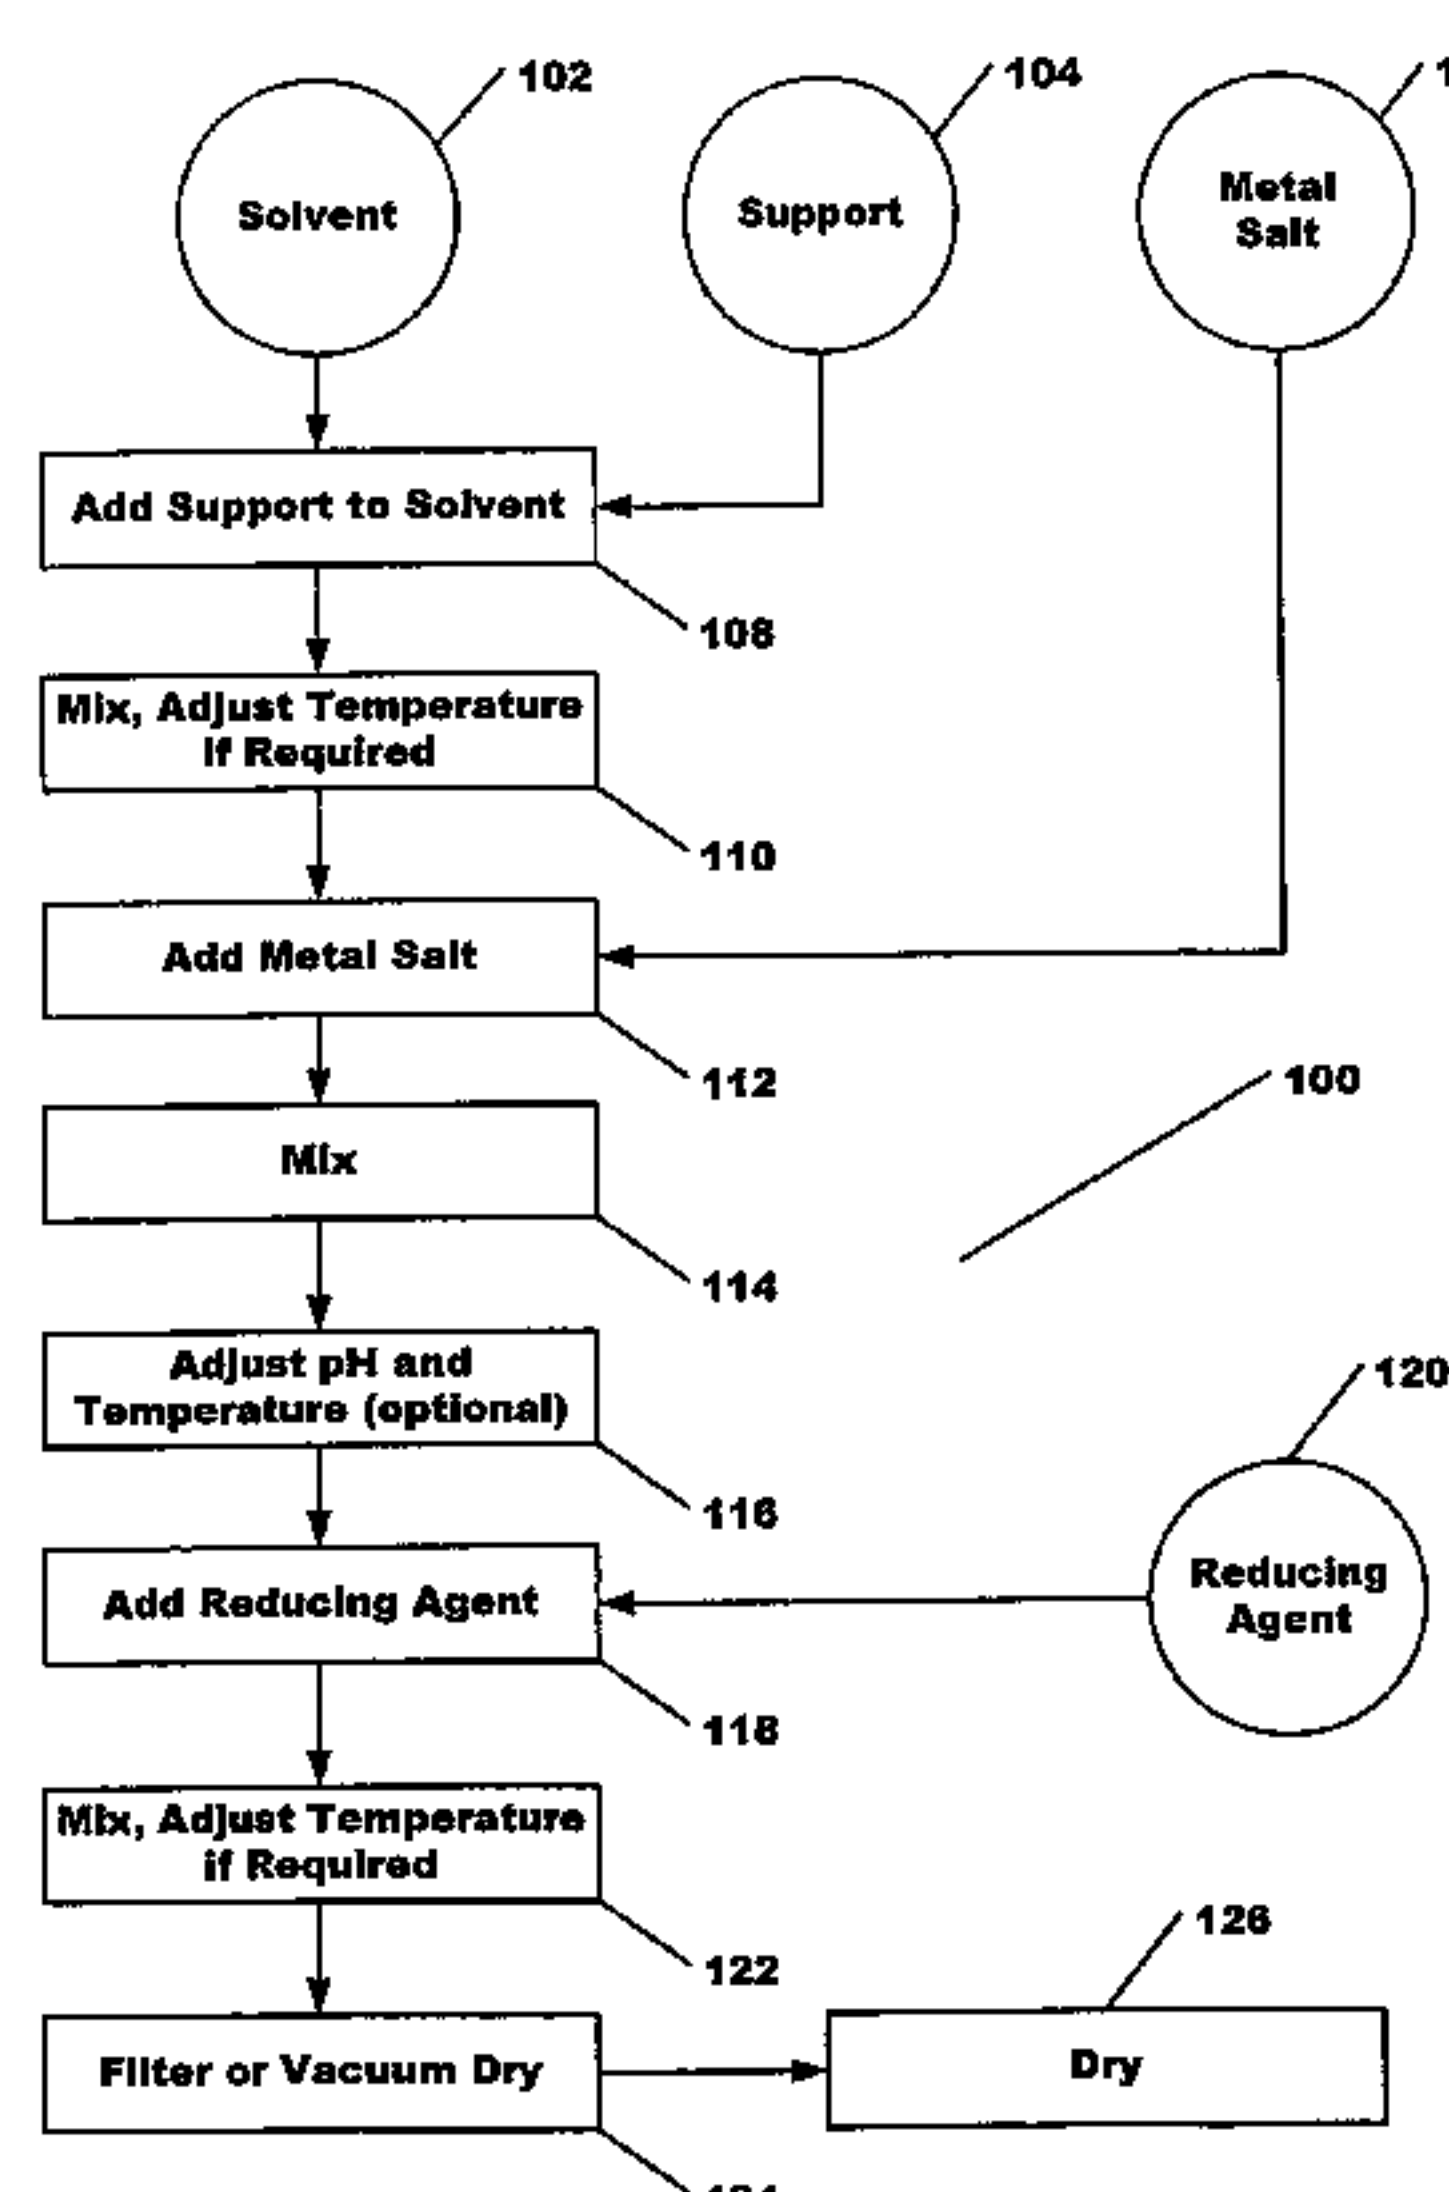 102
104
Solvent
Support
Metal
Salt
Add Support to Solvent
108
Mix, Adjust Temperature
if Required
110
Add Metal Salt
112
100
Mix
114
Adjust pH and
Temperature (optional)
120
116
Add Reducing Agent
Reducing
Agent
118
Mix, Adjust Temperature
if Required
126
122
Filter or Vacuum Dry
Dry